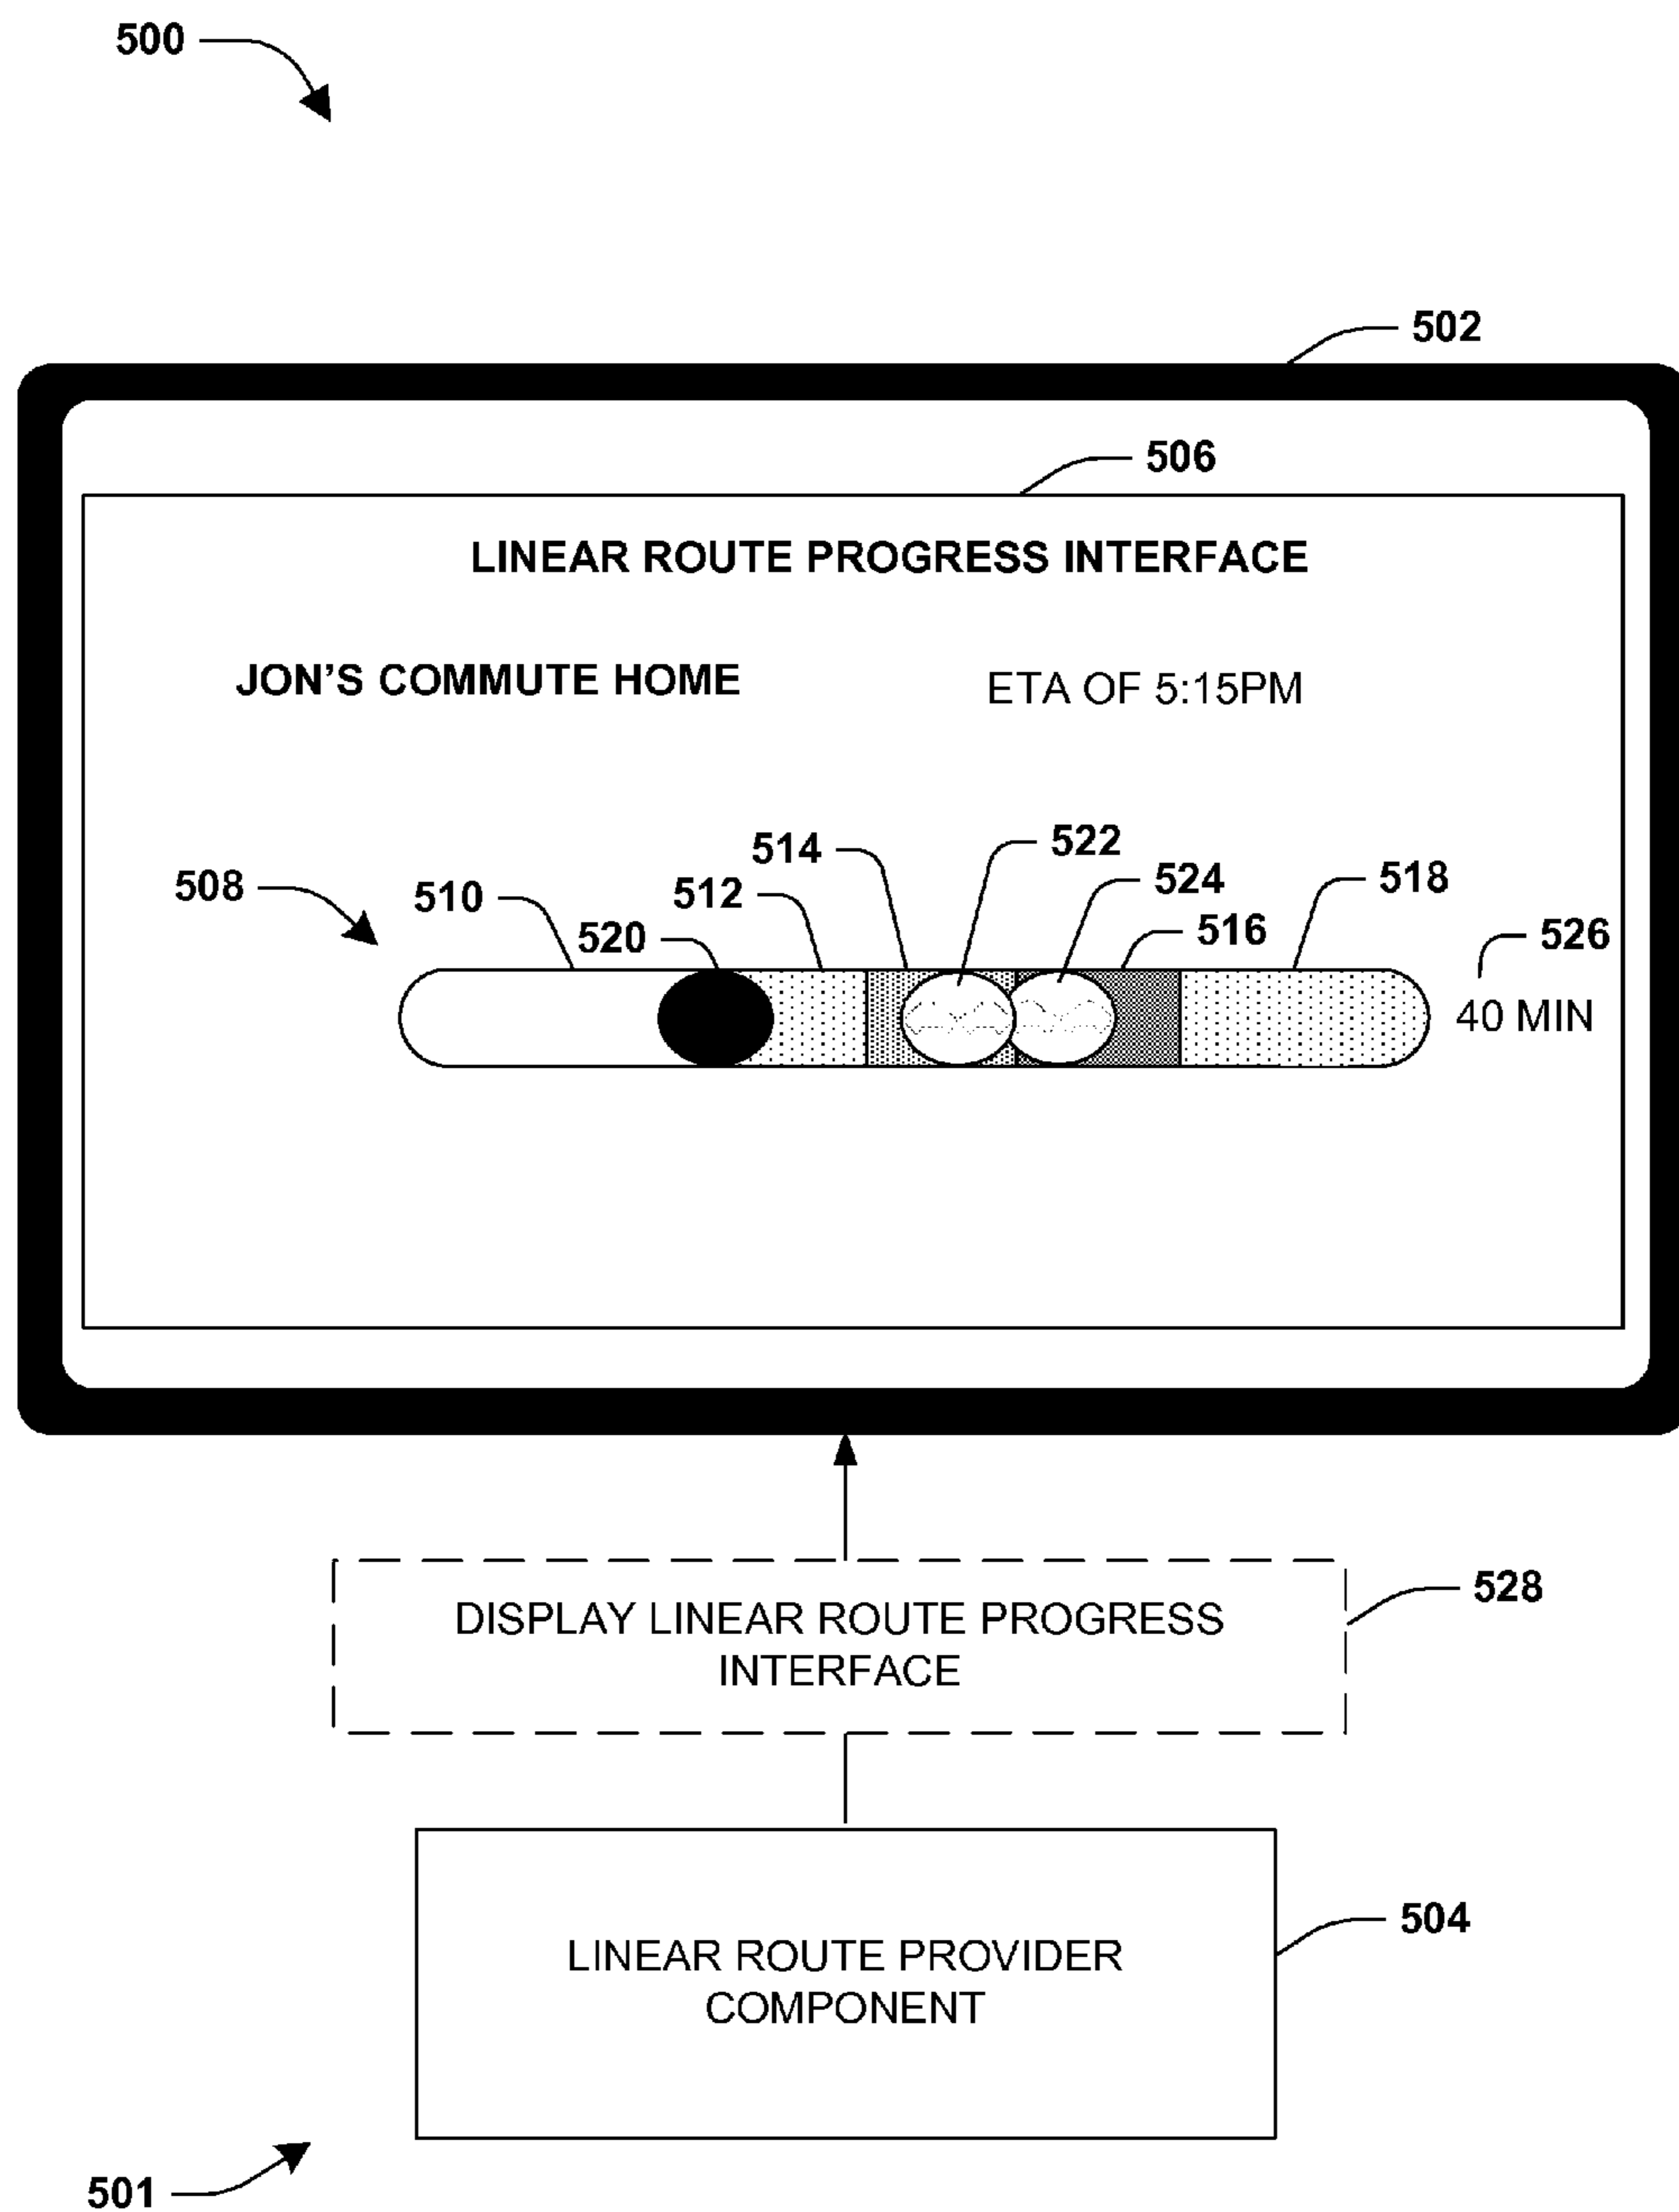 500
502
506
LINEAR ROUTE PROGRESS INTERFACE
JON'S COMMUTE HOME
ETA OF 5:15PM
508
510
520
512
514
522
524
516
518
526
40 MIN
DISPLAY LINEAR ROUTE PROGRESS
INTERFACE
528
LINEAR ROUTE PROVIDER
COMPONENT
504
501